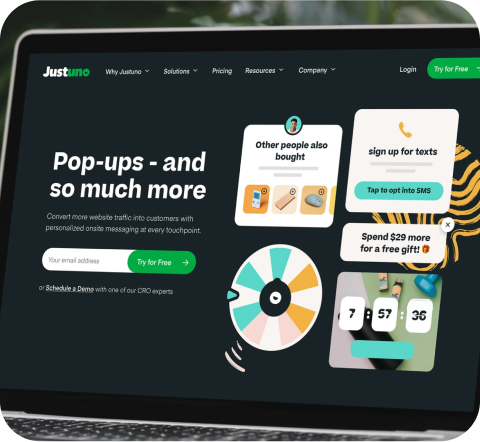 Justuno
Why Justuno
Solutions
Pricing
Resources
Company
Login
Try for Free
Pop-ups - and
so much more
Convert more website traffic into customers with
personalized onsite messaging at every touchpoint.
Your email address
Try for Free
or Schedule a Demo with one of our CRO experts
Other people also
bought
sign up for texts
Tap to opt into SMS
Spend $29 more
for a free gift!
7 : 57 : 36